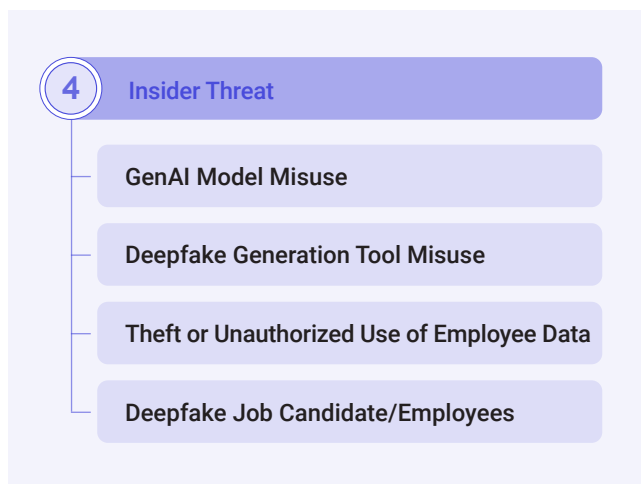 4
Insider Threat
GenAI Model Misuse
Deepfake Generation Tool Misuse
Theft or Unauthorized Use of Employee Data
Deepfake Job Candidate/Employees